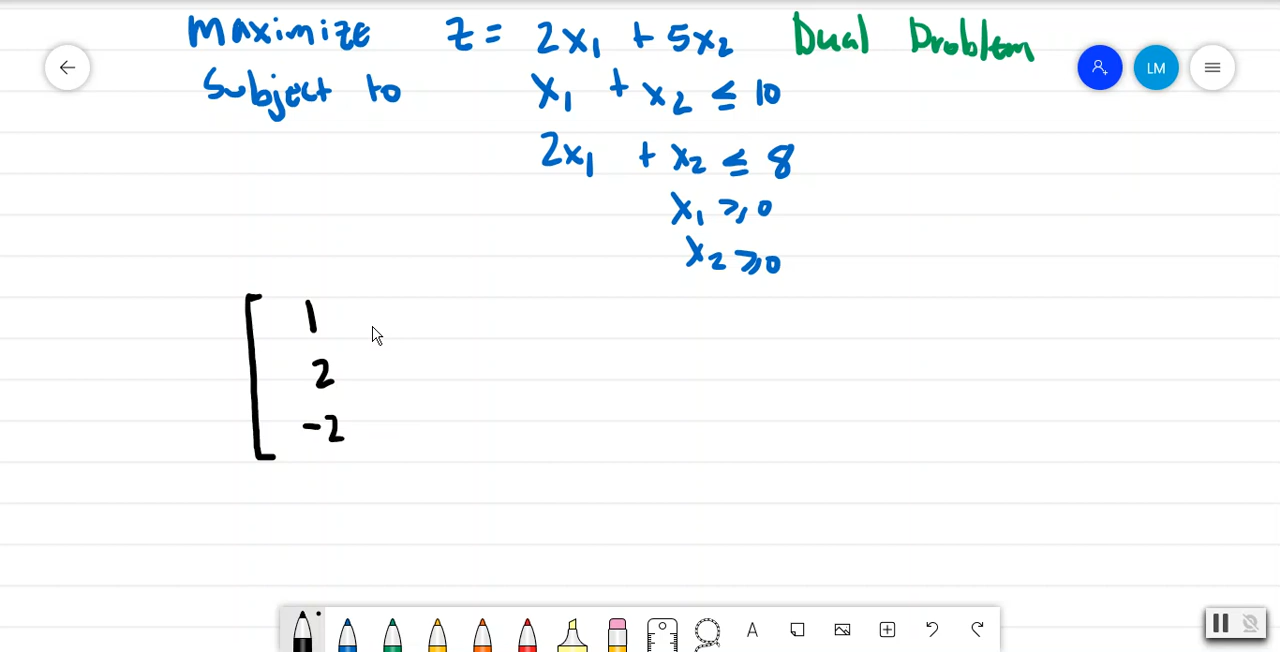 Maximize Z = 2x₁ + 5x₂ Dual Problem
Subject to x₁ + x₂ ≤ 10
2x₁ + x₂ ≤ 8
x₁ ≥ 0
x₂ ≥ 0
LM
1
2
-2
A